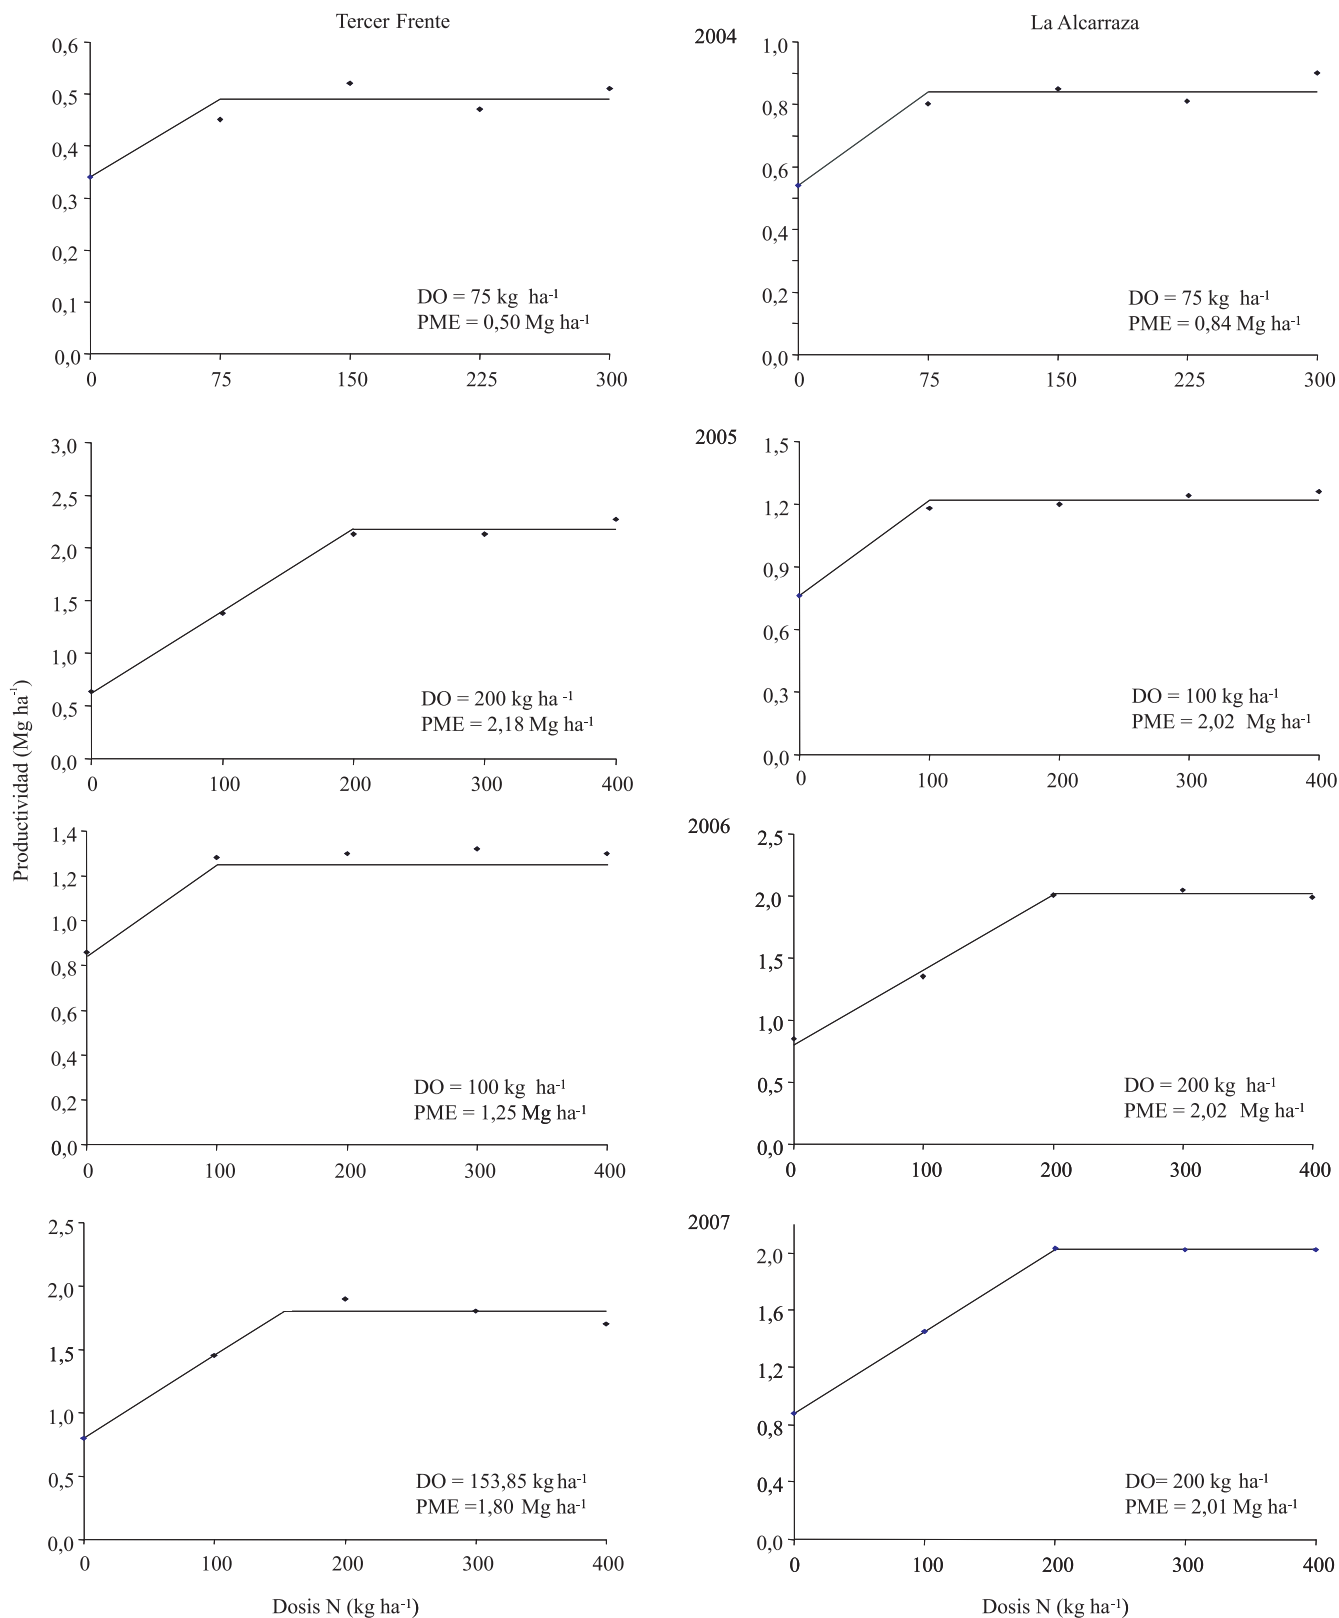 Tercer Frente
2004
La Alcarraza
0,6
0,5
0,4
0,3
0,2
0,1
0,0
0 75 150 225 300
DO = 75 kg ha-1
PME = 0,50 Mg ha-1
1,0
0,8
0,6
0,4
0,2
0,0
0 75 150 225 300
DO = 75 kg ha-1
PME = 0,84 Mg ha-1
2005
3,0
2,5
2,0
1,5
1,0
0,5
0,0
0 100 200 300 400
DO = 200 kg ha -1
PME = 2,18 Mg ha-1
1,5
1,2
0,9
0,6
0,3
0,0
0 100 200 300 400
DO = 100 kg ha-1
PME = 2,02 Mg ha-1
Productividad (Mg ha-1)
2006
1,4
1,2
1,0
0,8
0,6
0,4
0,2
0,0
0 100 200 300 400
DO = 100 kg ha-1
PME = 1,25 Mg ha-1
2,5
2,0
1,5
1,0
0,5
0,0
0 100 200 300 400
DO = 200 kg ha-1
PME = 2,02 Mg ha-1
2007
2,5
2,0
1,5
1,0
0,5
0,0
0 100 200 300 400
DO = 153,85 kg ha-1
PME =1,80 Mg ha-1
Dosis N (kg ha-1)
2,0
1,6
1,2
0,8
0,4
0,0
0 100 200 300 400
DO= 200 kg ha-1
PME = 2,01 Mg ha-1
Dosis N (kg ha-1)